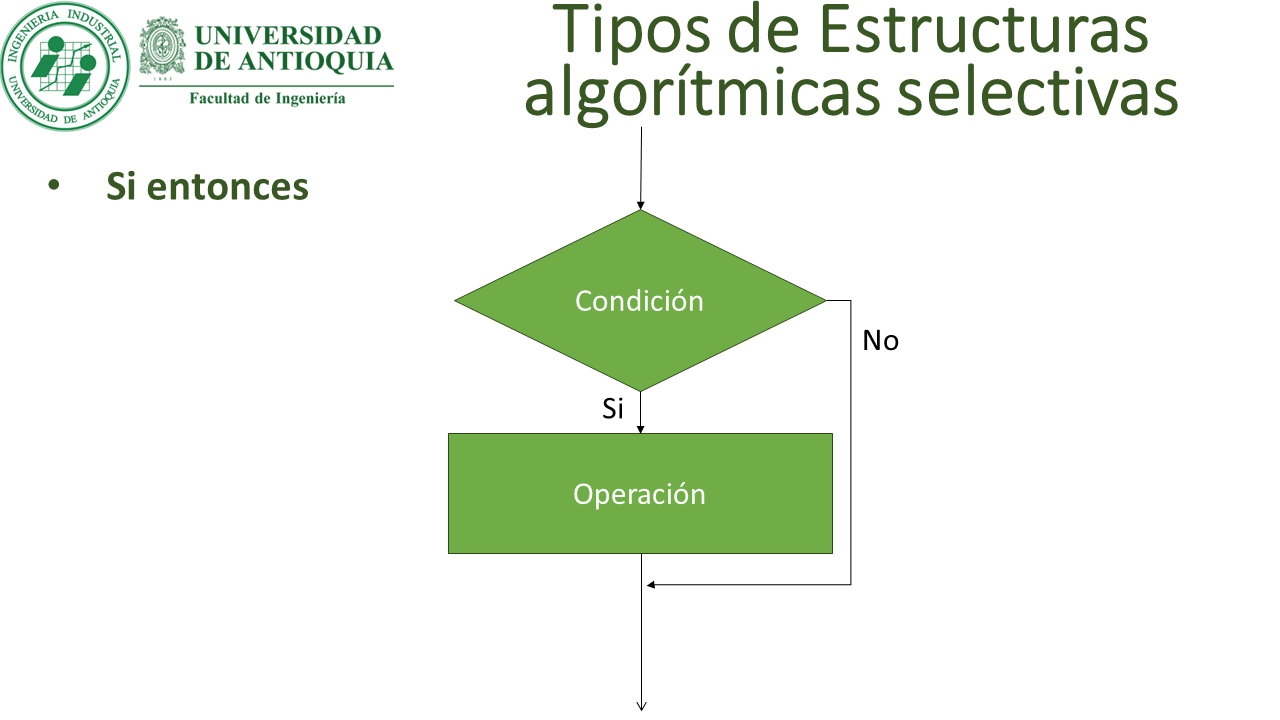 INGENIERIA INDUSTRIAL
UNIVERSIDAD DE ANTIOQUIA
UNIVERSIDAD
DE ANTIOQUIA
1803
Facultad de Ingeniería
Tipos de Estructuras
algorítmicas selectivas
• Si entonces
Condición
No
Si
Operación